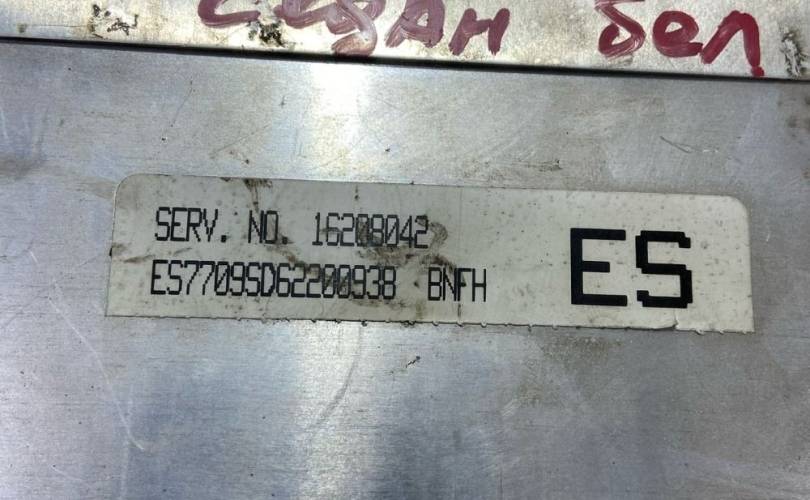 седан бел
SERV. NO. 16208042
ES7709SD62200938 BNFH
ES